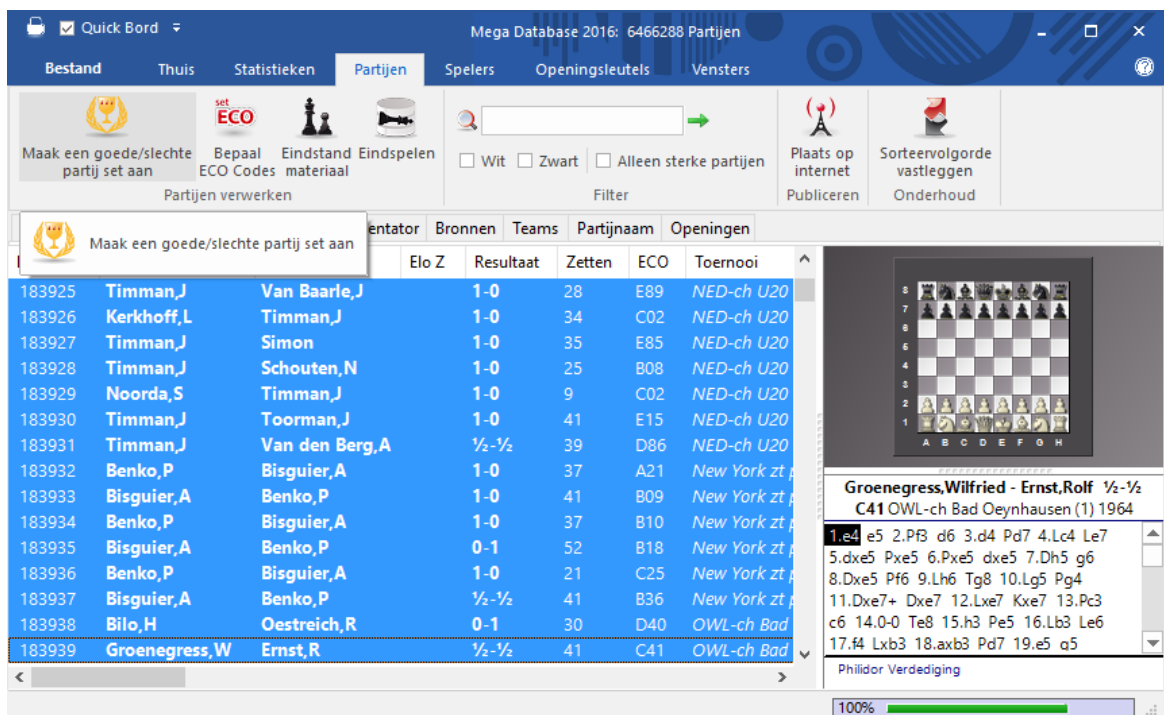 Quick Bord
Mega Database 2016: 6466288 Partijen
Bestand Thuis Statistieken Partijen Spelers Openingsleutels Vensters
Maak een goede/slechte partij set aan
set ECO
Bepaal ECO Codes
Eindstand materiaal
Eindspelen
Partijen verwerken
Wit Zwart Alleen sterke partijen
Filter
Plaats op internet
Publiceren
Sorteervolgorde vastleggen
Onderhoud
Maak een goede/slechte partij set aan
entator Bronnen Teams Partijnaam Openingen
Elo Z Resultaat Zetten ECO Toernooi
183925 Timman,J Van Baarle,J 1-0 28 E89 NED-ch U20
183926 Kerkhoff,L Timman,J 1-0 34 C02 NED-ch U20
183927 Timman,J Simon 1-0 35 E85 NED-ch U20
183928 Timman,J Schouten,N 1-0 25 B08 NED-ch U20
183929 Noorda,S Timman,J 1-0 9 C02 NED-ch U20
183930 Timman,J Toorman,J 1-0 41 E15 NED-ch U20
183931 Timman,J Van den Berg,A ½-½ 39 D86 NED-ch U20
183932 Benko,P Bisguier,A 1-0 37 A21 New York zt p
183933 Bisguier,A Benko,P 1-0 41 B09 New York zt p
183934 Benko,P Bisguier,A 1-0 37 B10 New York zt p
183935 Bisguier,A Benko,P 0-1 52 B18 New York zt p
183936 Benko,P Bisguier,A 1-0 21 C25 New York zt p
183937 Bisguier,A Benko,P ½-½ 41 B36 New York zt p
183938 Bilo,H Oestreich,R 0-1 30 D40 OWL-ch Bad
183939 Groenegress,W Ernst,R ½-½ 41 C41 OWL-ch Bad
8
7
6
5
4
3
2
1
A B C D E F G H
Groenegress,Wilfried - Ernst,Rolf ½-½
C41 OWL-ch Bad Oeynhausen (1) 1964
1.e4 e5 2.Pf3 d6 3.d4 Pd7 4.Lc4 Le7
5.dxe5 Pxe5 6.Pxe5 dxe5 7.Dh5 g6
8.Dxe5 Pf6 9.Lh6 Tg8 10.Lg5 Pg4
11.Dxe7+ Dxe7 12.Lxe7 Kxe7 13.Pc3
c6 14.0-0 Te8 15.h3 Pe5 16.Lb3 Le6
17.f4 Lxb3 18.axb3 Pd7 19.e5 g5
Philidor Verdediging
100%